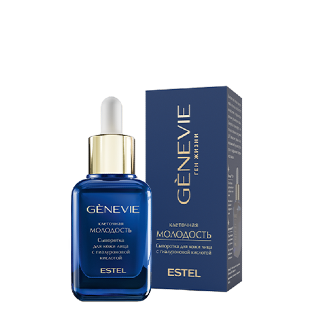 GÈNEVIE
клеточная
МОЛОДОСТЬ
Сыворотка
для кожи лица
с гиалуроновой
кислотой
ESTEL
GÈNEVIE
ГЕН ЖИЗНИ
клеточная
МОЛОДОСТЬ
Сыворотка для кожи лица
с гиалуроновой кислотой
ESTEL